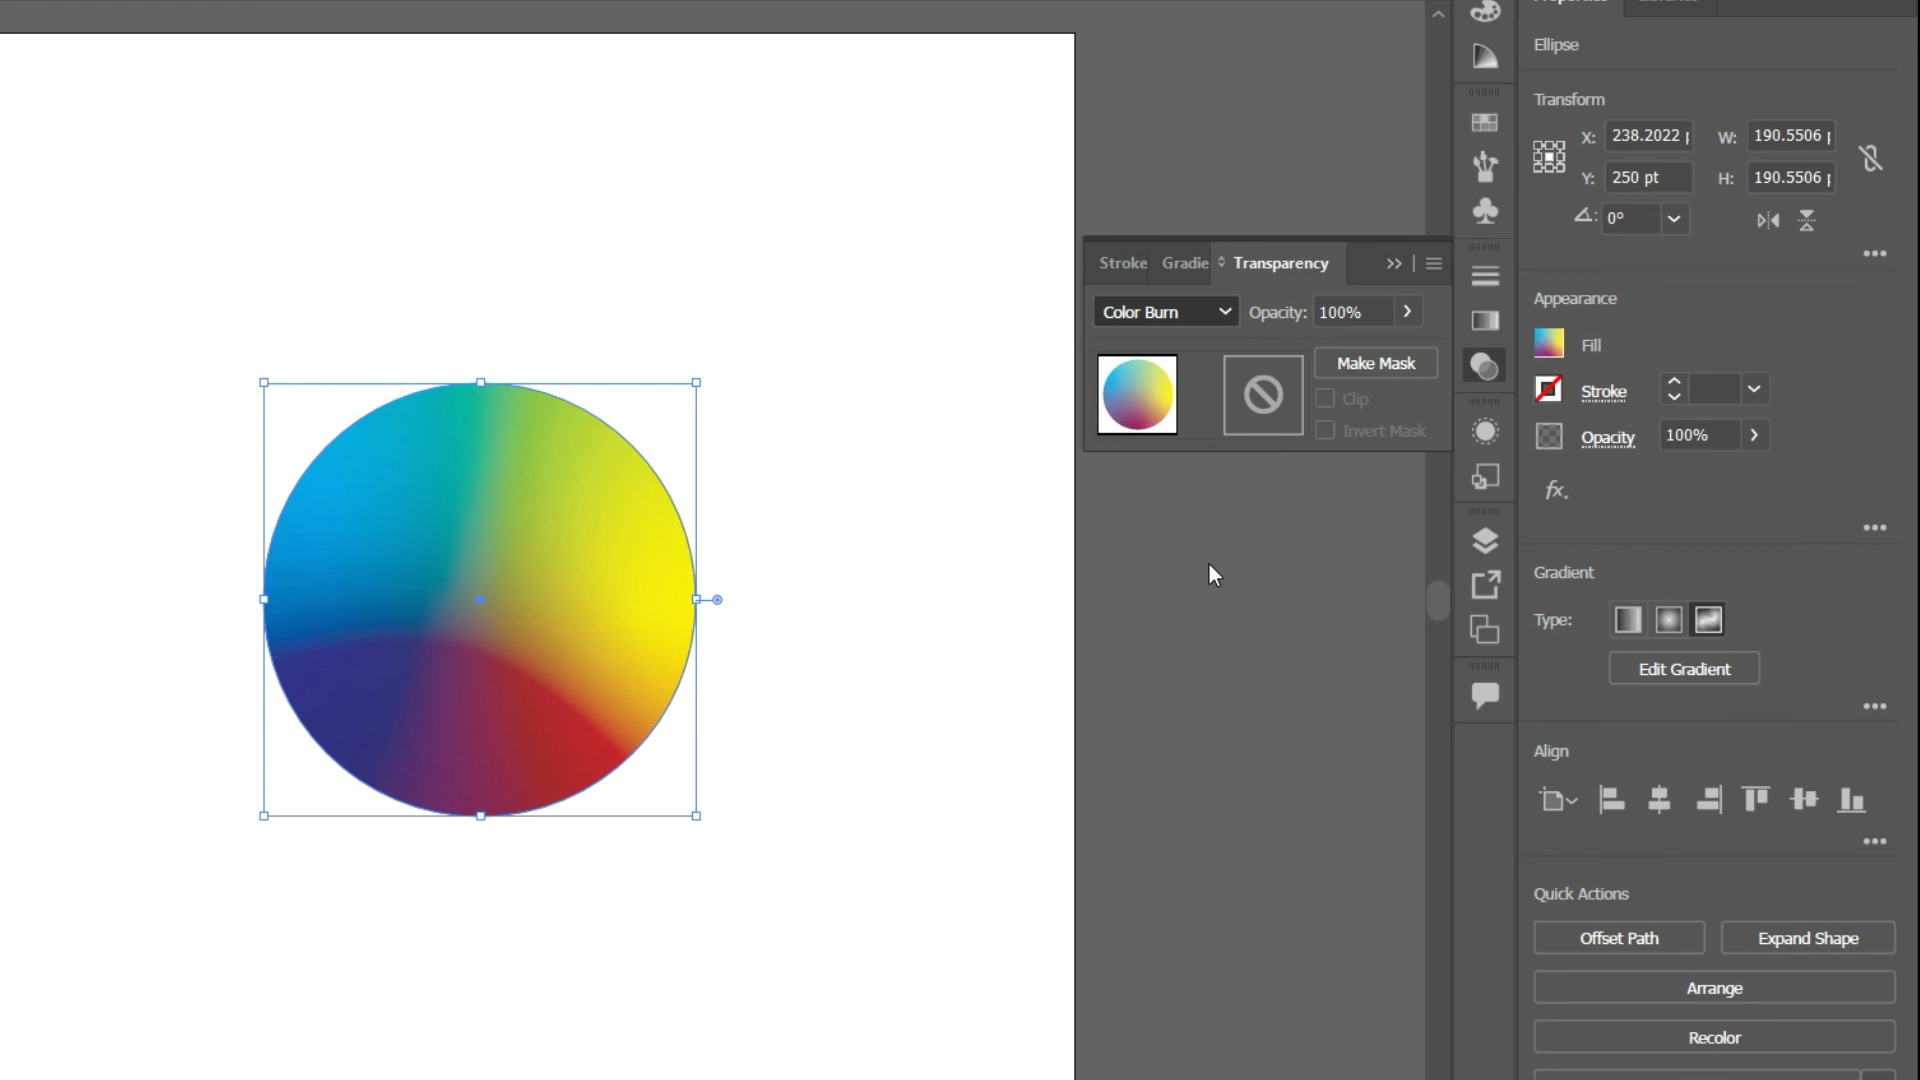 Properties
Ellipse
Transform
X: 238.2022 p W: 190.5506 p
Y: 250 pt H: 190.5506 p
0°
Stroke Gradie Transparency
Color Burn Opacity: 100%
Make Mask
Clip
Invert Mask
Appearance
Fill
Stroke
Opacity 100%
fx.
Gradient
Type:
Edit Gradient
Align
Quick Actions
Offset Path Expand Shape
Arrange
Recolor